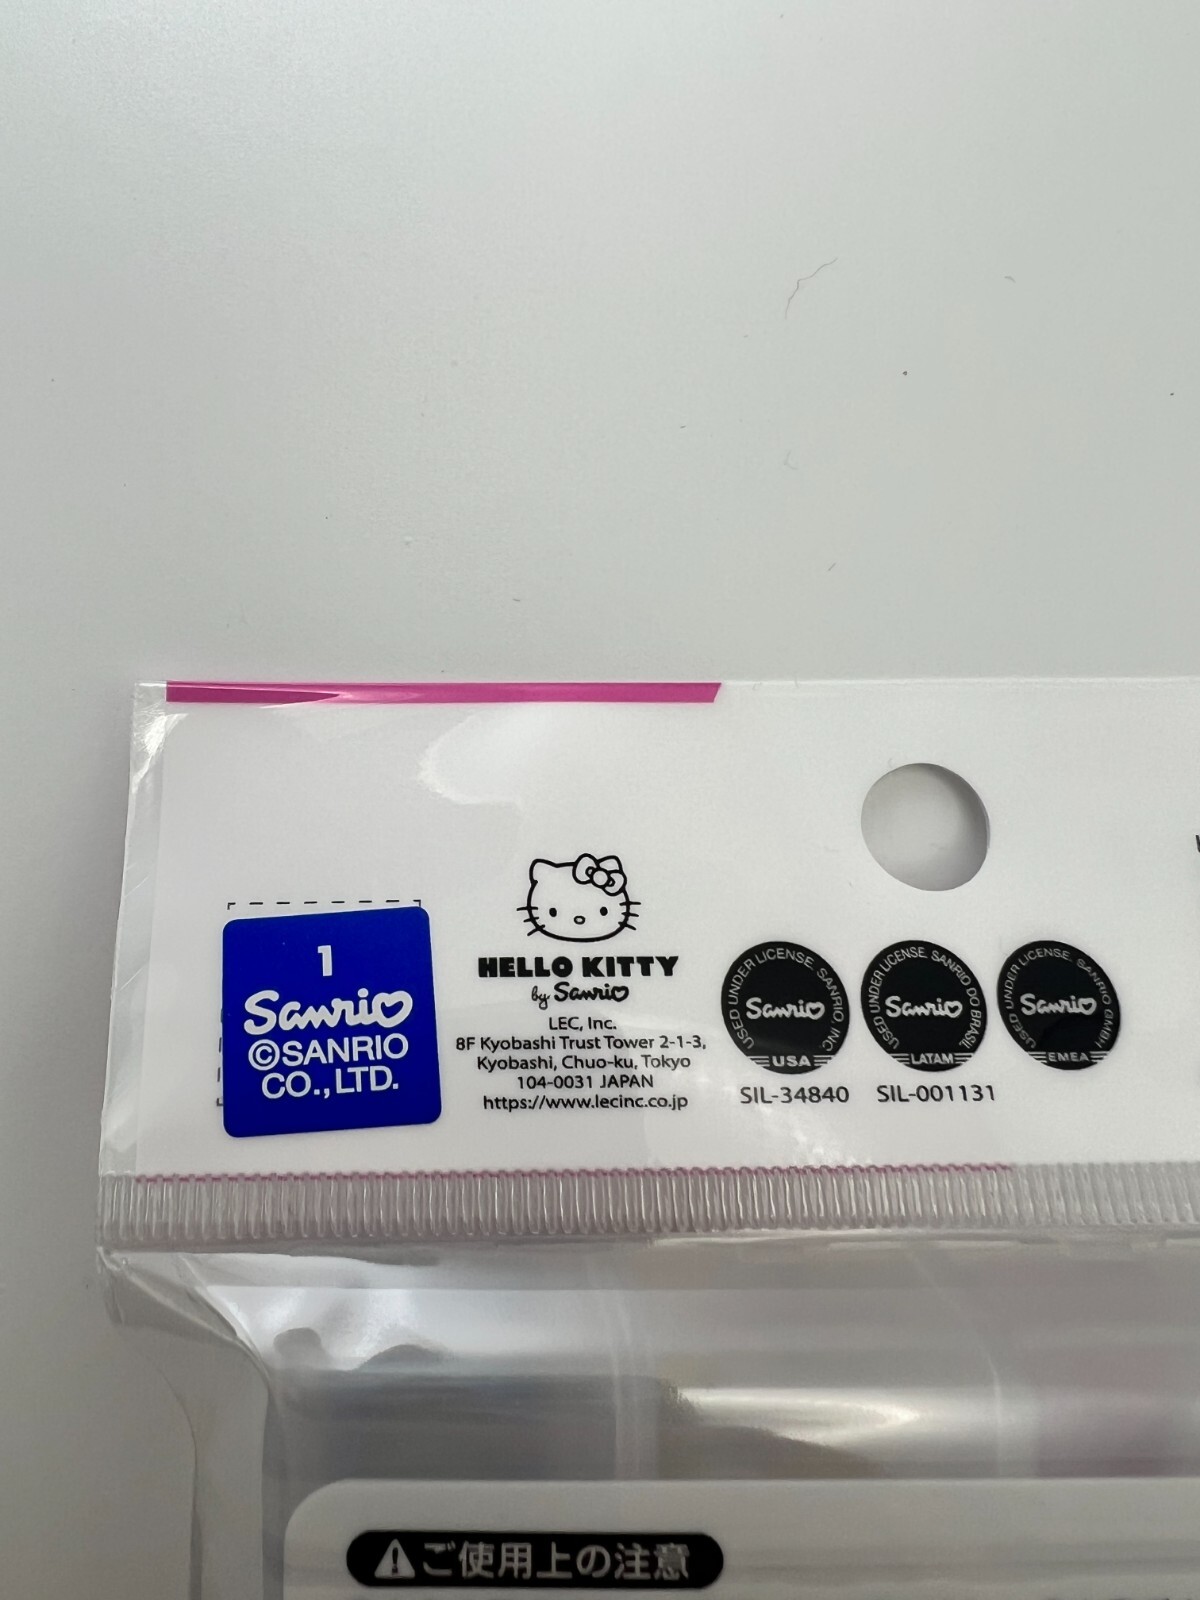 1
Sanrio
©SANRIO
CO.,LTD.
HELLO KITTY
by Sanrio
LEC, Inc.
8F Kyobashi Trust Tower 2-1-3,
Kyobashi, Chuo-ku, Tokyo
104-0031 JAPAN
https://www.lecinc.co.jp
USED UNDER LICENSE. SANRIO, INC.
Sanrio
USA
SIL-34840
USED UNDER LICENSE. SANRIO DO BRASIL
Sanrio
LATAM
SIL-001131
USED UNDER LICENSE. SANRIO GMBH
Sanrio
EMEA
ご使用上の注意